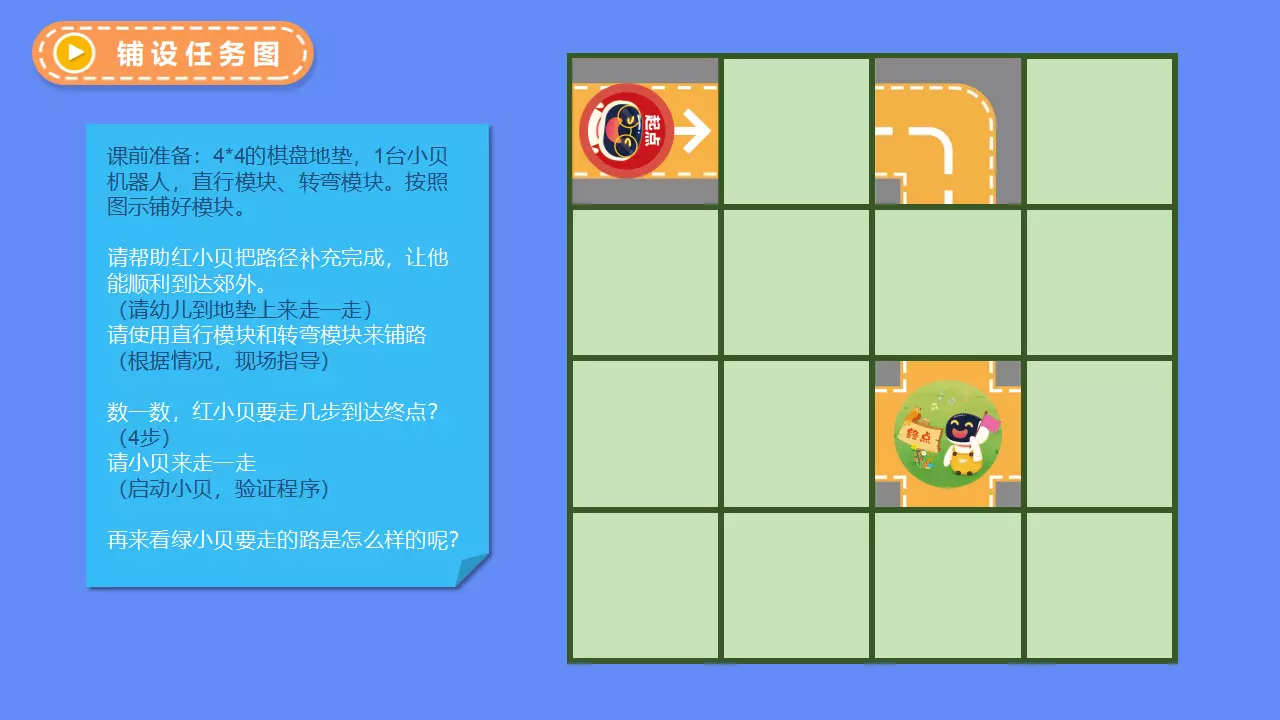 铺设任务图
课前准备：4*4的棋盘地垫，1台小贝
机器人，直行模块、转弯模块。按照
图示铺好模块。
请帮助红小贝把路径补充完成，让他
能顺利到达郊外。
（请幼儿到地垫上来走一走）
请使用直行模块和转弯模块来铺路
（根据情况，现场指导）
数一数，红小贝要走几步到达终点？
（4步）
请小贝来走一走
（启动小贝，验证程序）
再来看绿小贝要走的路是怎么样的呢？
起点
终点